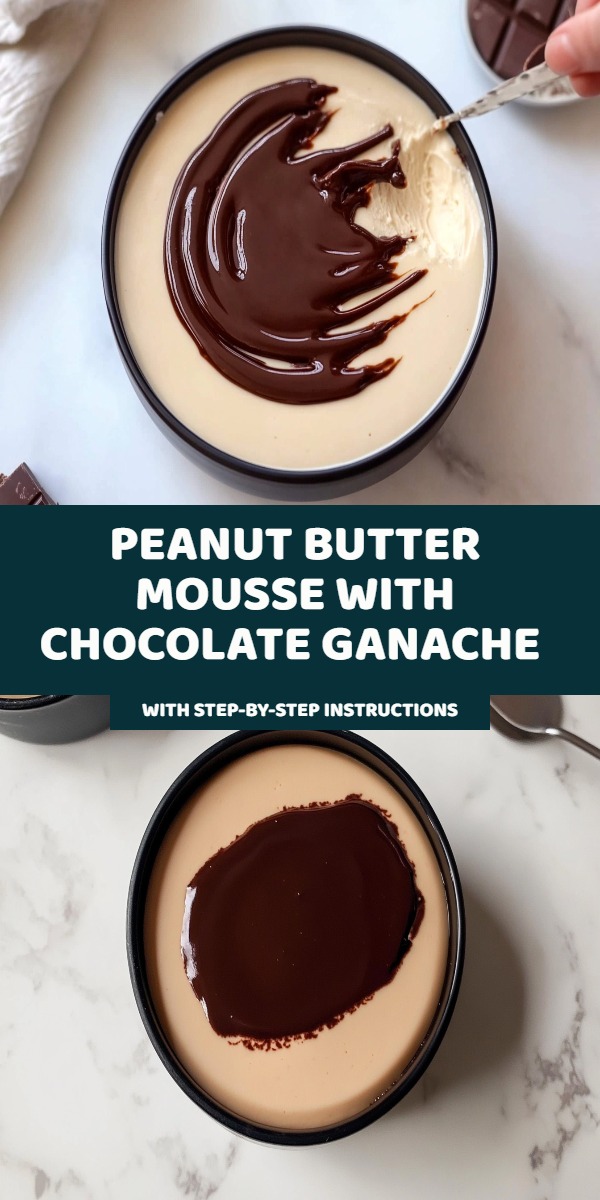 PEANUT BUTTER
MOUSSE WITH
CHOCOLATE GANACHE
WITH STEP-BY-STEP INSTRUCTIONS